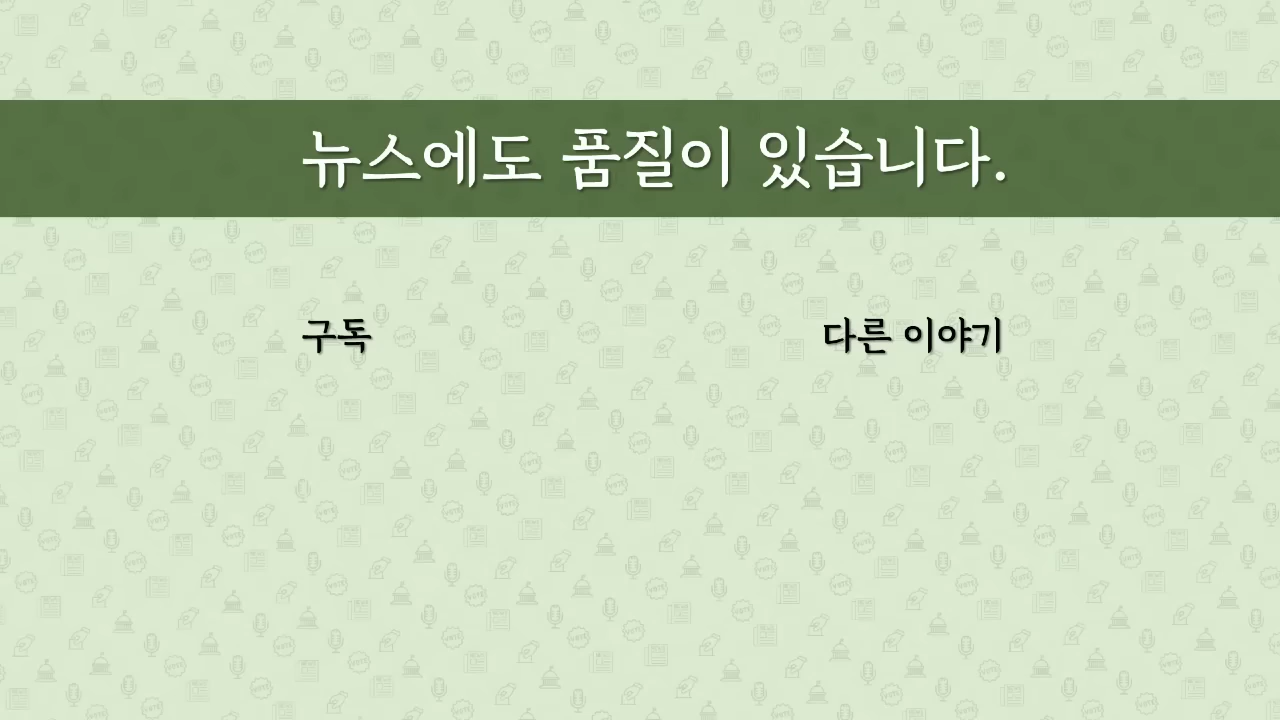 뉴스에도 품질이 있습니다.
구독
다른 이야기